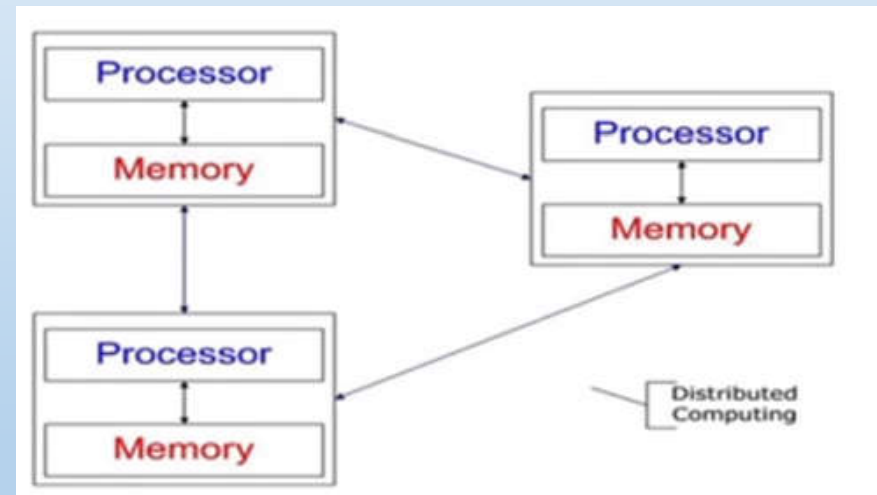 Processor
Memory
Processor
Memory
Processor
Memory
Distributed
Computing